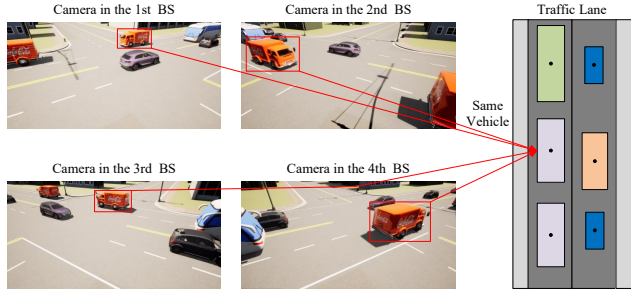 Camera in the 1st BS
Camera in the 2nd BS
Traffic Lane
Same
Vehicle
Camera in the 3rd BS
Camera in the 4th BS